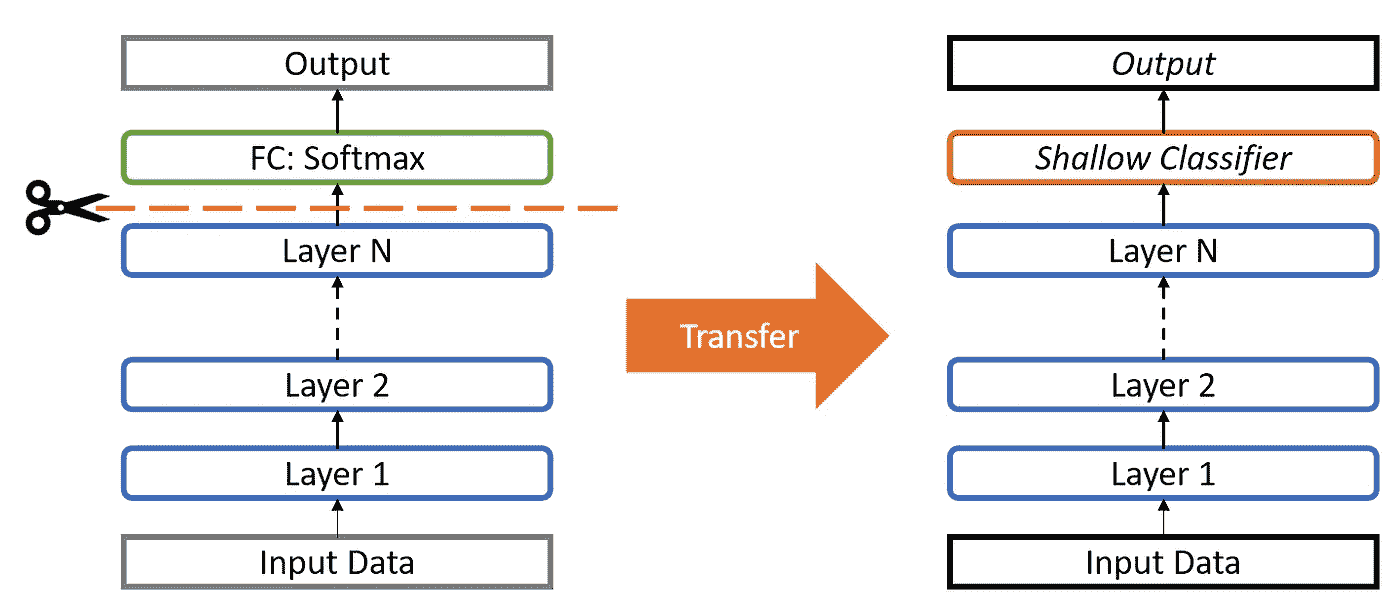 Output
FC: Softmax
Layer N
Layer 2
Layer 1
Input Data
Transfer
Output
Shallow Classifier
Layer N
Layer 2
Layer 1
Input Data